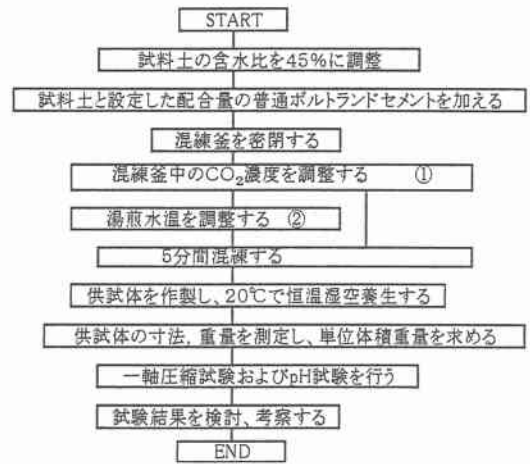 START
試料土の含水比を45%に調整
試料土と設定した配合量の普通ボルトランドセメントを加える
混練釜を密閉する
混練釜中のCO₂濃度を調整する ①
湯煎水温を調整する ②
5分間混練する
供試体を作製し、20℃で恒温湿空養生する
供試体の寸法，重量を測定し、単位体積重量を求める
一軸圧縮試験およびpH試験を行う
試験結果を検討、考察する
END